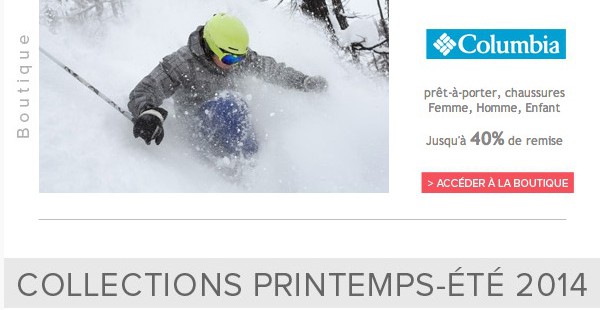 Boutique
Columbia
prêt-à-porter, chaussures
Femme, Homme, Enfant
Jusqu'à 40% de remise
> ACCÉDER À LA BOUTIQUE
COLLECTIONS PRINTEMPS-ÉTÉ 2014